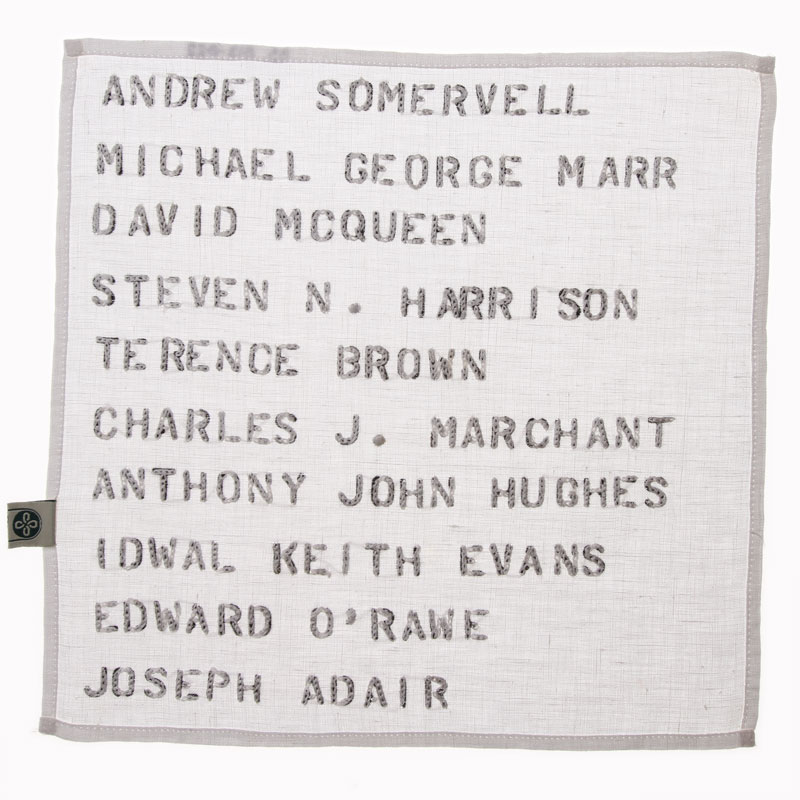 ANDREW SOMERVELL
MICHAEL GEORGE MARR
DAVID MCQUEEN
STEVEN N. HARRISON
TERENCE BROWN
CHARLES J. MARCHANT
ANTHONY JOHN HUGHES
IDWAL KEITH EVANS
EDWARD O'RAWE
JOSEPH ADAIR